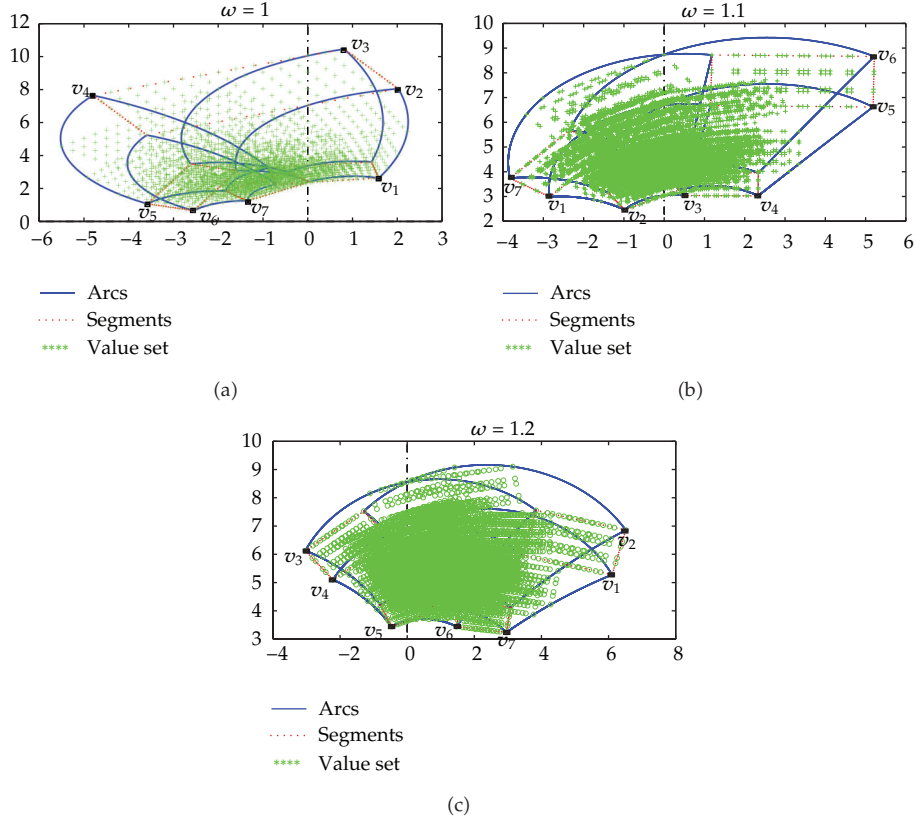 ω = 1
12
10
8
6
4
2
0
−6 −5 −4 −3 −2 −1 0 1 2 3
v3
v4
v2
v1
v5
v6
v7
Arcs
Segments
**** Value set
(a)
ω = 1.1
10
9
8
7
6
5
4
3
2
−4 −3 −2 −1 0 1 2 3 4 5 6
v6
v5
v7
v1
v2
v3
v4
Arcs
Segments
**** Value set
(b)
ω = 1.2
10
9
8
7
6
5
4
3
−4 −2 0 2 4 6 8
v2
v3
v1
v4
v5
v6
v7
Arcs
Segments
**** Value set
(c)